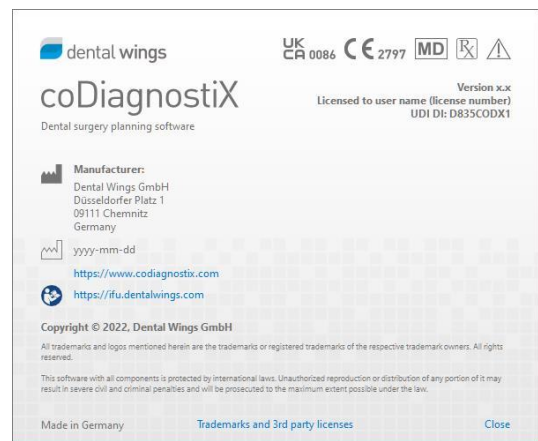 dental wings
UK CA 0086 CE 2797 MD Rx
coDiagnostiX
Version x.x
Licensed to user name (license number)
UDI DI: D835CODX1
Dental surgery planning software
Manufacturer:
Dental Wings GmbH
Düsseldorfer Platz 1
09111 Chemnitz
Germany
yyyy-mm-dd
https://www.codiagnostix.com
https://ifu.dentalwings.com
Copyright © 2022, Dental Wings GmbH
All trademarks and logos mentioned herein are the trademarks or registered trademarks of the respective trademark owners. All rights
reserved.
This software with all components is protected by international laws. Unauthorized reproduction or distribution of any portion of it may
result in severe civil and criminal penalties and will be prosecuted to the maximum extent possible under the law.
Made in Germany Trademarks and 3rd party licenses Close